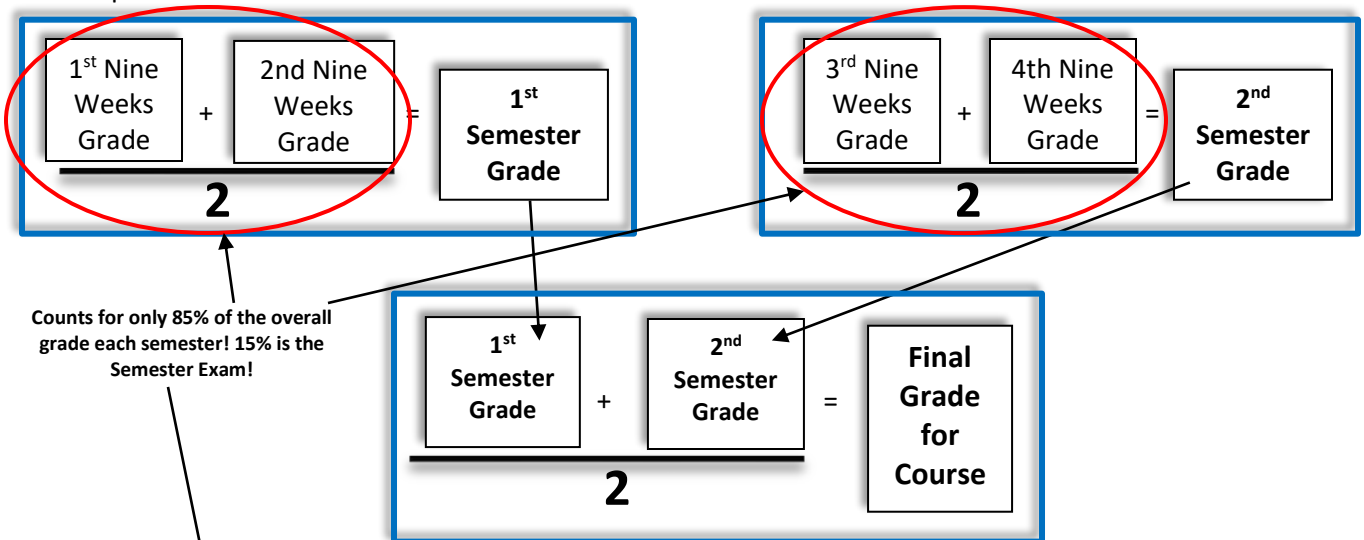 1st Nine
Weeks
Grade
+
2nd Nine
Weeks
Grade
=
1st
Semester
Grade
2
3rd Nine
Weeks
Grade
+
4th Nine
Weeks
Grade
=
2nd
Semester
Grade
2
Counts for only 85% of the overall
grade each semester! 15% is the
Semester Exam!
1st
Semester
Grade
+
2nd
Semester
Grade
=
Final
Grade
for
Course
2